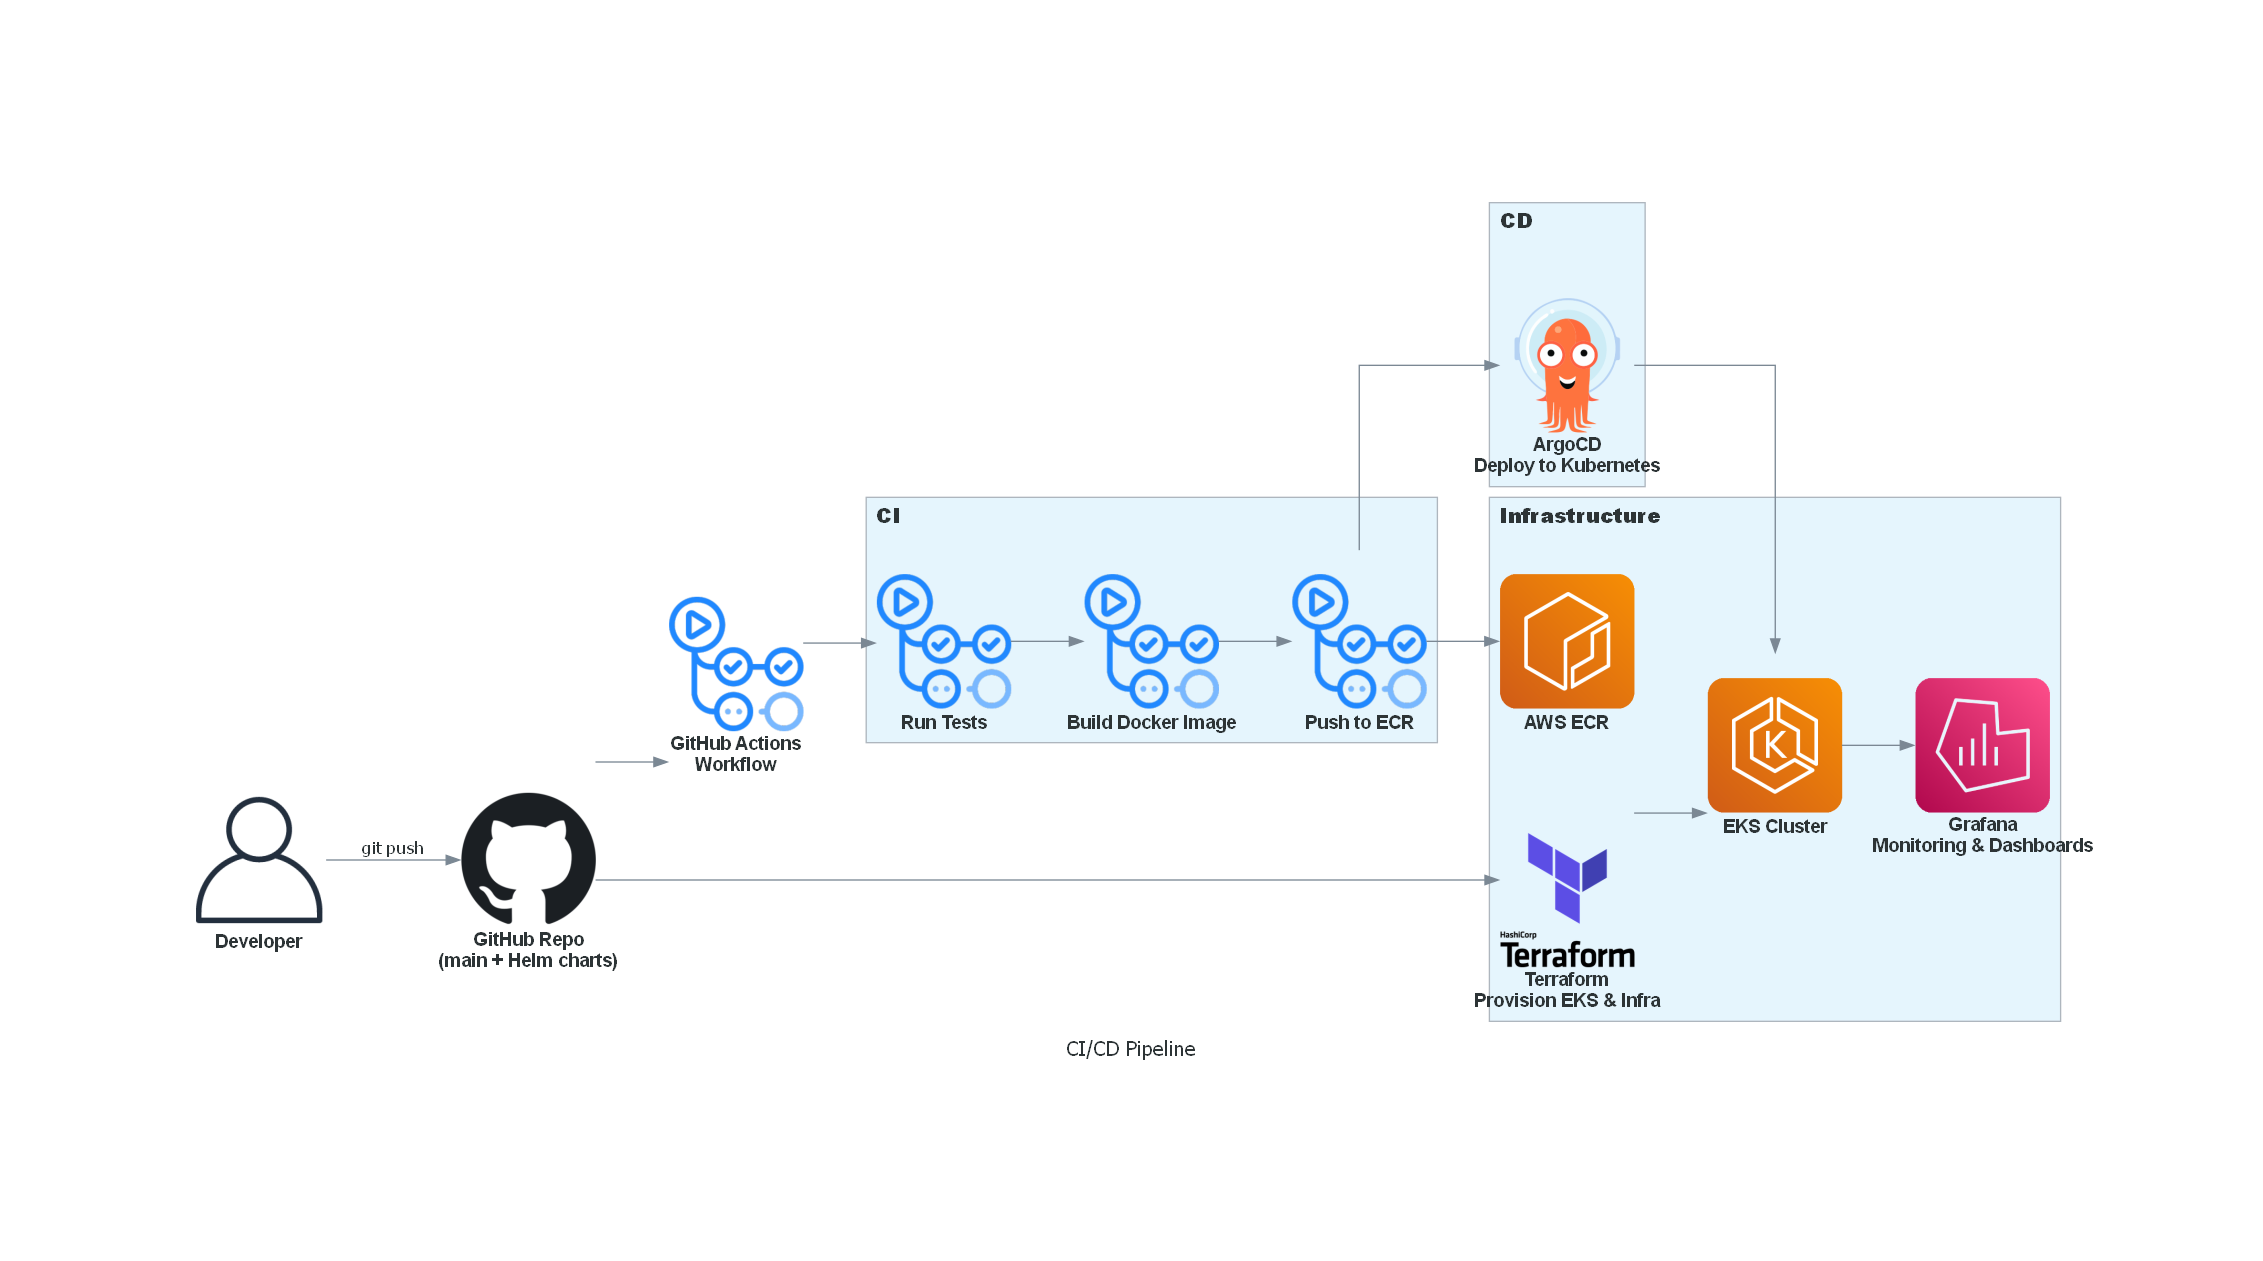 CD
ArgoCD
Deploy to Kubernetes
CI
Infrastructure
Run Tests
Build Docker Image
Push to ECR
AWS ECR
GitHub Actions
Workflow
K
EKS Cluster
Grafana
Monitoring & Dashboards
git push
Developer
GitHub Repo
(main + Helm charts)
HashiCorp
Terraform
Terraform
Provision EKS & Infra
CI/CD Pipeline